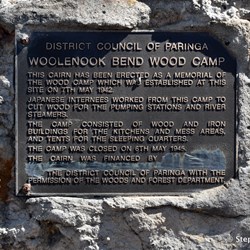 DISTRICT COUNCIL OF PARINGA
WOOLENOOK BEND WOOD CAMP
THIS CAIRN HAS BEEN ERECTED AS A MEMORIAL OF
THE WOOD CAMP WHICH WAS ESTABLISHED AT THIS
SITE ON 7TH MAY 1942.
JAPANESE INTERNEES WORKED FROM THIS CAMP TO
CUT WOOD FOR THE PUMPING STATIONS AND RIVER
STEAMERS.
THE CAMP CONSISTED OF WOOD AND IRON
BUILDINGS FOR THE KITCHENS AND MESS AREAS,
AND TENTS FOR THE SLEEPING QUARTERS.
THE CAMP WAS CLOSED ON 6TH MAY 1945.
THE CAIRN WAS FINANCED BY
THE DISTRICT COUNCIL OF PARINGA WITH THE
PERMISSION OF THE WOODS AND FOREST DEPARTMENT.
Step